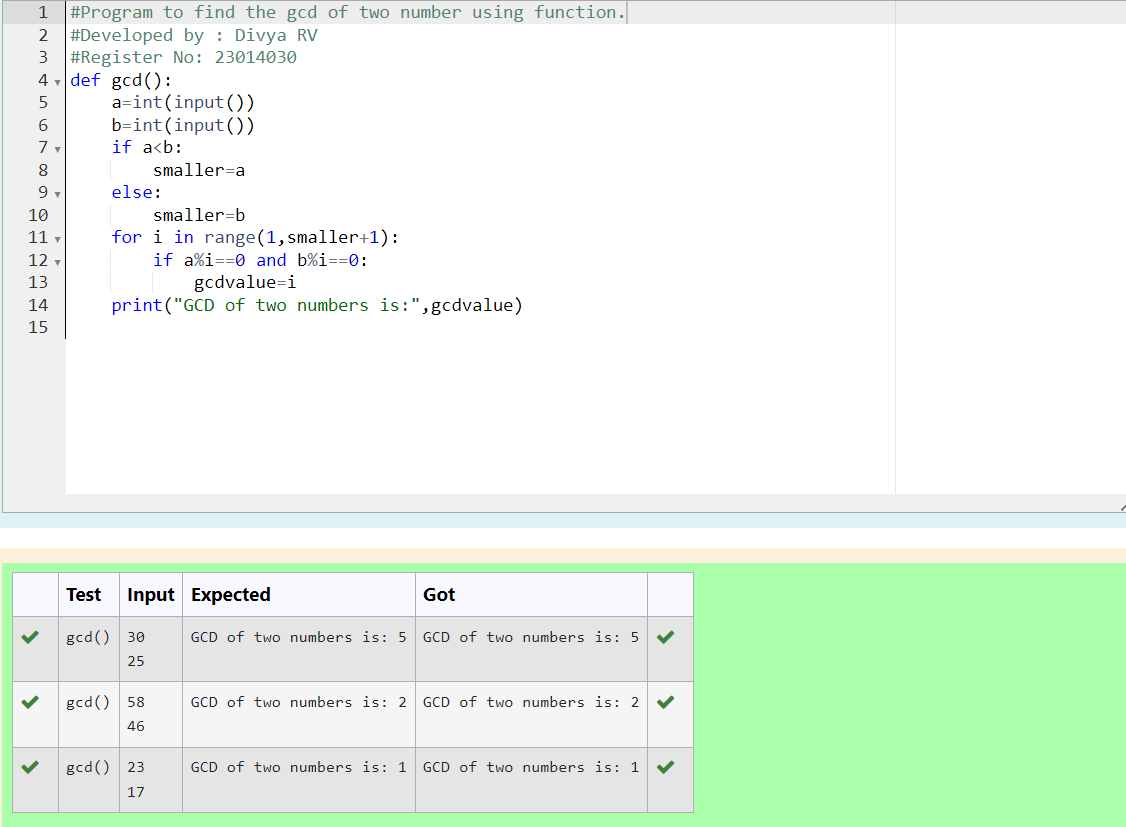 1 #Program to find the gcd of two number using function.
2 #Developed by : Divya RV
3 #Register No: 23014030
4 def gcd():
5     a=int(input())
6     b=int(input())
7     if a<b:
8         smaller=a
9     else:
10         smaller=b
11     for i in range(1,smaller+1):
12         if a%i==0 and b%i==0:
13             gcdvalue=i
14     print("GCD of two numbers is:",gcdvalue)
15
Test Input Expected Got
gcd() 30 GCD of two numbers is: 5 GCD of two numbers is: 5
25
gcd() 58 GCD of two numbers is: 2 GCD of two numbers is: 2
46
gcd() 23 GCD of two numbers is: 1 GCD of two numbers is: 1
17